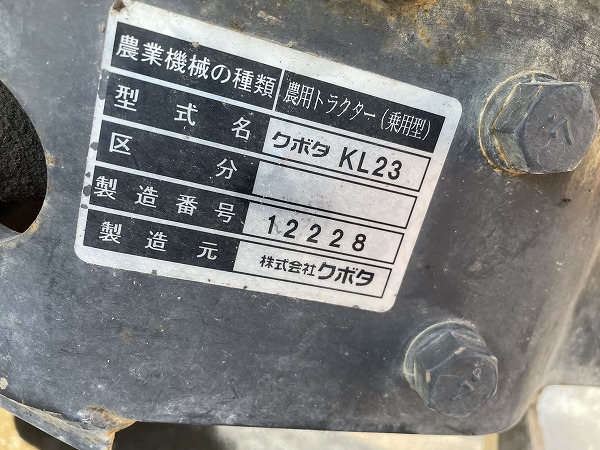 農業機械の種類 農用トラクター(乗用型)
型式名 クボタ KL23
区分
製造番号 12228
製造元 株式会社クボタ